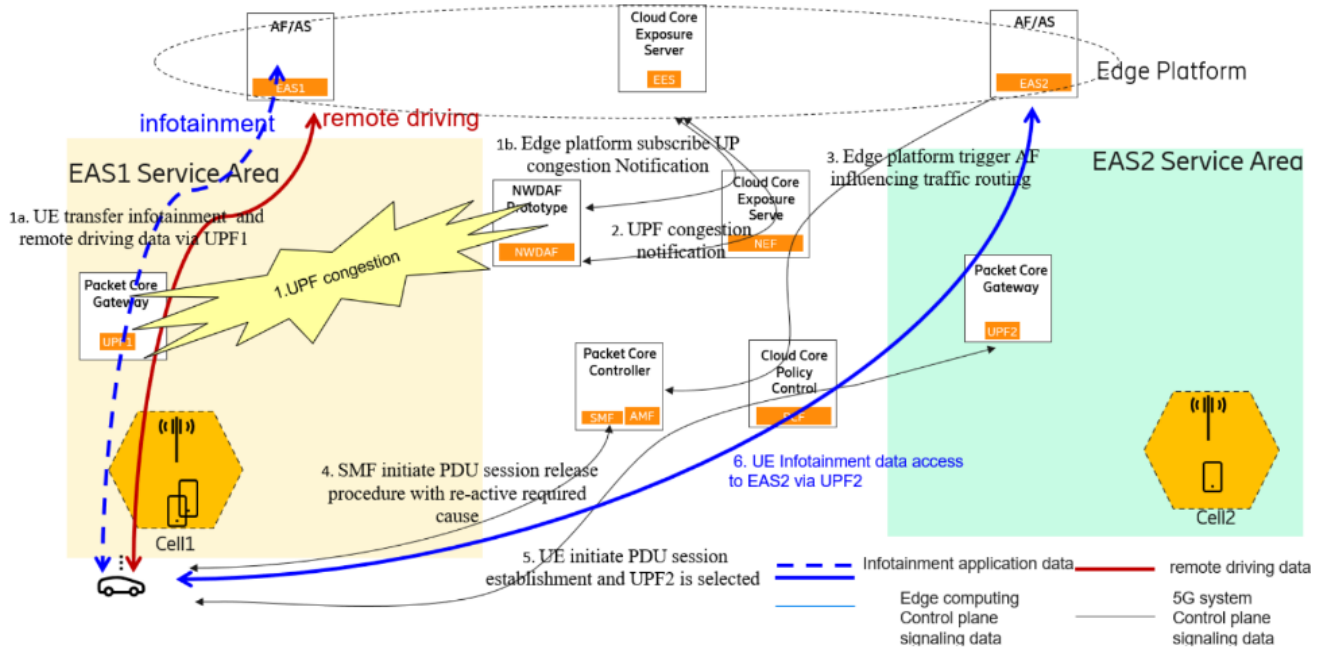 AF/AS
EAS1
Cloud Core
Exposure
Server
EES
AF/AS
EAS2
Edge Platform
infotainment
remote driving
EAS1 Service Area
1a. UE transfer infotainment and
remote driving data via UPF1
1b. Edge platform subscribe UP
congestion Notification
NWDAF
Prototype
NWDAF
Cloud Core
Exposure
Serve
NEF
2. UPF congestion
notification
3. Edge platform trigger AF
influencing traffic routing
EAS2 Service Area
1.UPF congestion
Packet Core
Gateway
UPF1
Packet Core
Gateway
UPF2
Packet Core
Controller
SMF
AMF
Cloud Core
Policy
Control
Cell1
4. SMF initiate PDU session release
procedure with re-active required
cause
6. UE Infotainment data access
to EAS2 via UPF2
Cell2
5. UE initiate PDU session
establishment and UPF2 is selected
Infotainment application data
remote driving data
Edge computing
Control plane
signaling data
5G system
Control plane
signaling data